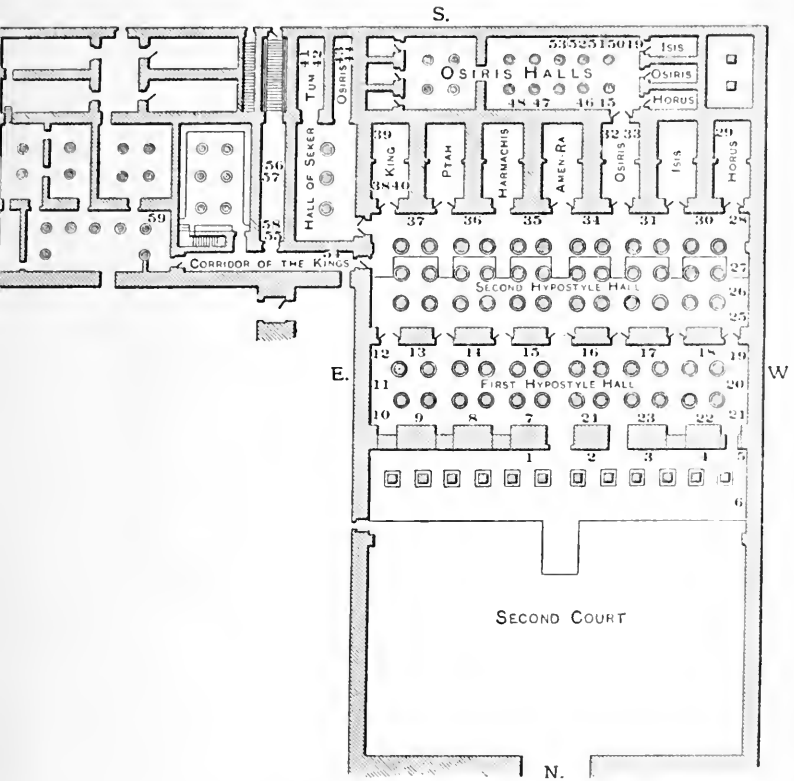 S.
53 52 51 50 49
41
42
43
44
TUM
OSIRIS
OSIRIS HALLS
ISIS
OSIRIS
HORUS
48 47 46 45
39
KING
38 40
PTAH
HARMACHIS
AMEN-RA
32
33
OSIRIS
ISIS
29
HORUS
HALL OF SEKER
56
57
59
58
55
54
37 36 35 34 31 30 28
CORRIDOR OF THE KINGS
27
SECOND HYPOSTYLE HALL
26
25
12 13 14 15 16 17 18 19
E.
W
11 FIRST HYPOSTYLE HALL 20
10 9 8 7 24 23 22 21
1 2 3 4 5
6
SECOND COURT
N.